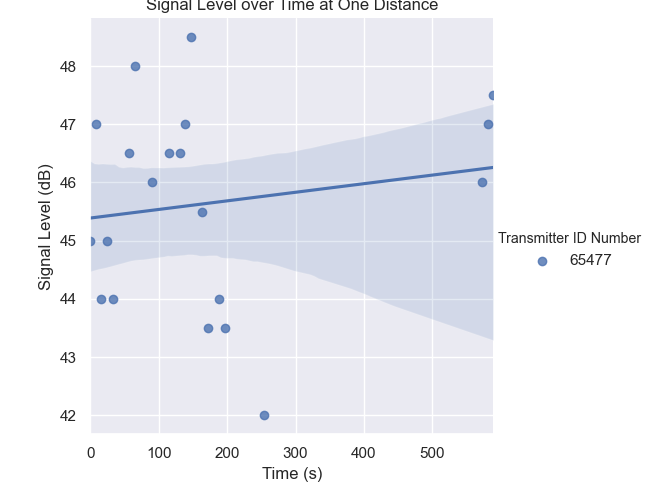 Signal Level over Time at One Distance
48
47
46
45
44
43
42
Signal Level (dB)
0 100 200 300 400 500
Time (s)
Transmitter ID Number
65477